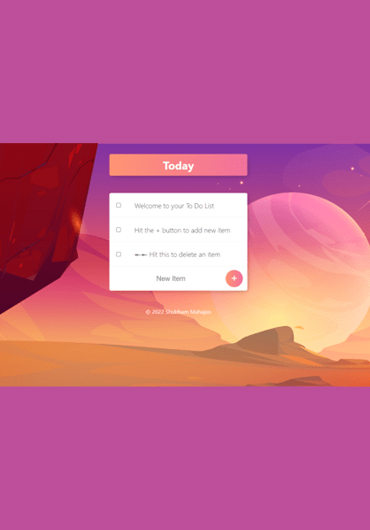 Today
Welcome to your To Do List
Hit the + button to add new item
Hit this to delete an item
New Item
+
© 2022 Shubham Mahajan